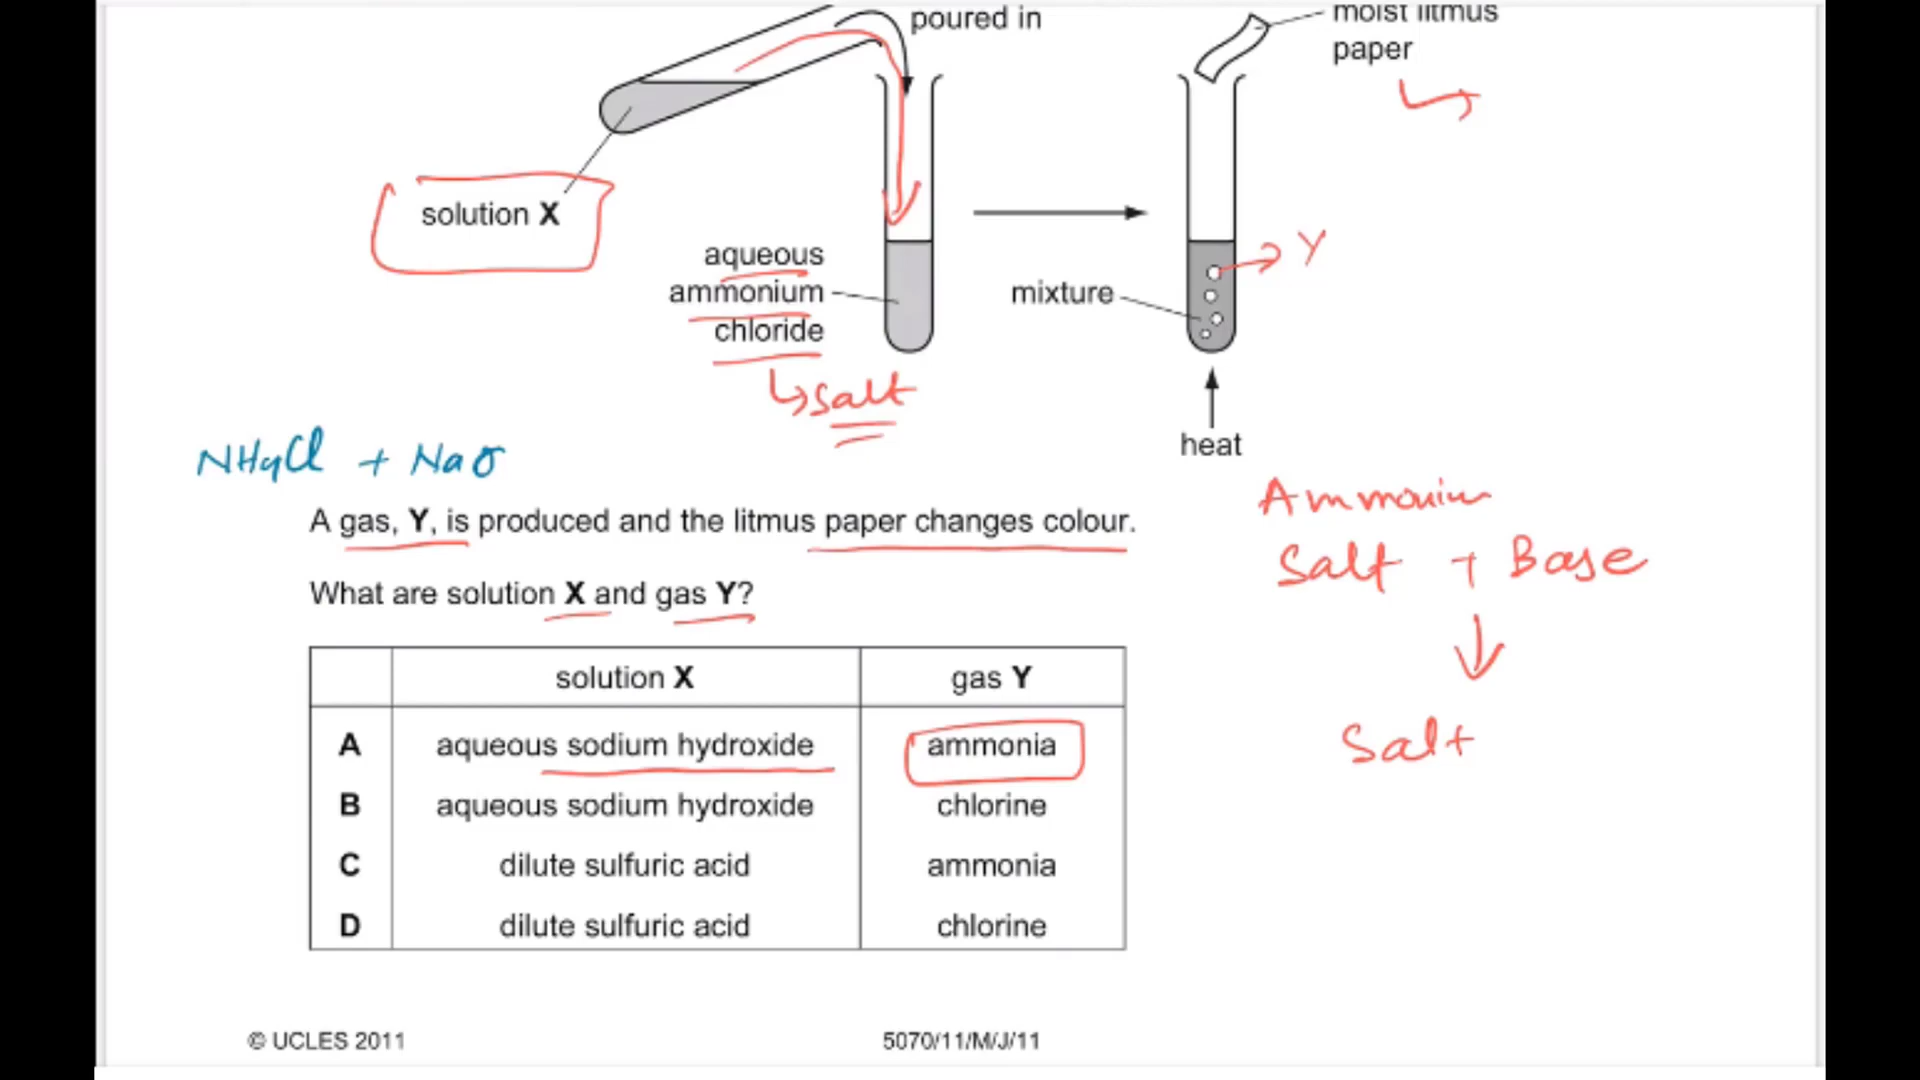 poured in
moist litmus
paper
solution X
aqueous
ammonium
chloride
mixture
Y
Salt
heat
NH4Cl + NaO
A gas, Y, is produced and the litmus paper changes colour.
What are solution X and gas Y?
Ammonium
Salt + Base
Salt
solution X gas Y
A aqueous sodium hydroxide ammonia
B aqueous sodium hydroxide chlorine
C dilute sulfuric acid ammonia
D dilute sulfuric acid chlorine
© UCLES 2011 5070/11/M/J/11